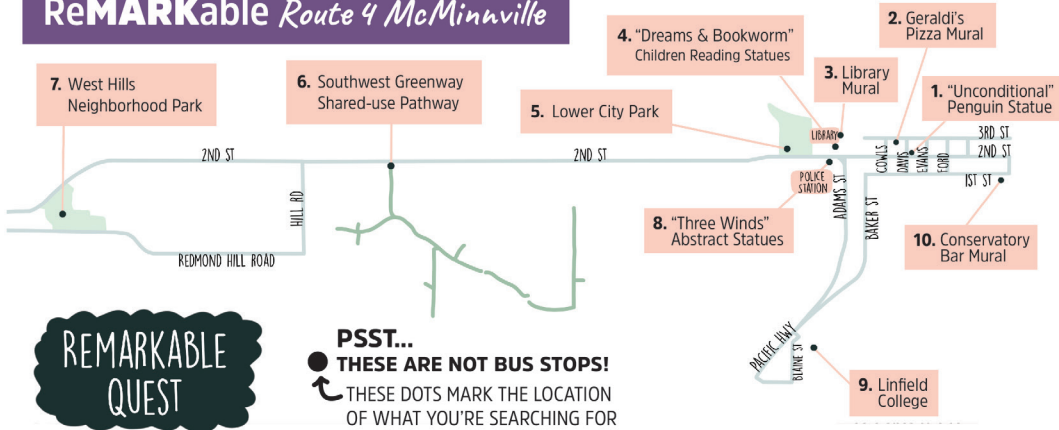 ReMARKable Route 4 McMinnville
2. Geraldi's
Pizza Mural
4. "Dreams & Bookworm"
Children Reading Statues
3. Library
Mural
1. "Unconditional"
Penguin Statue
7. West Hills
Neighborhood Park
6. Southwest Greenway
Shared-use Pathway
5. Lower City Park
LIBRARY
3RD ST
2ND ST
2ND ST
2ND ST
COWLS
DAVIS
EVANS
FORD
1ST ST
POLICE
STATION
ADAMS ST
BAKER ST
HILL RD
8. "Three Winds"
Abstract Statues
10. Conservatory
Bar Mural
REDMOND HILL ROAD
REMARKABLE
QUEST
PSST...
THESE ARE NOT BUS STOPS!
THESE DOTS MARK THE LOCATION
OF WHAT YOU'RE SEARCHING FOR
PACIFIC HWY
BLAINE ST
9. Linfield
College